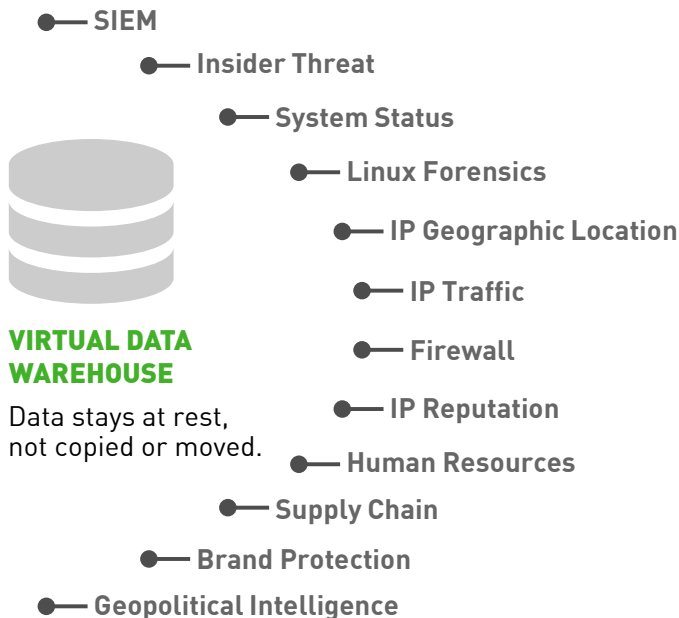 SIEM
Insider Threat
System Status
Linux Forensics
IP Geographic Location
IP Traffic
Firewall
IP Reputation
Human Resources
Supply Chain
Brand Protection
Geopolitical Intelligence
VIRTUAL DATA
WAREHOUSE
Data stays at rest,
not copied or moved.